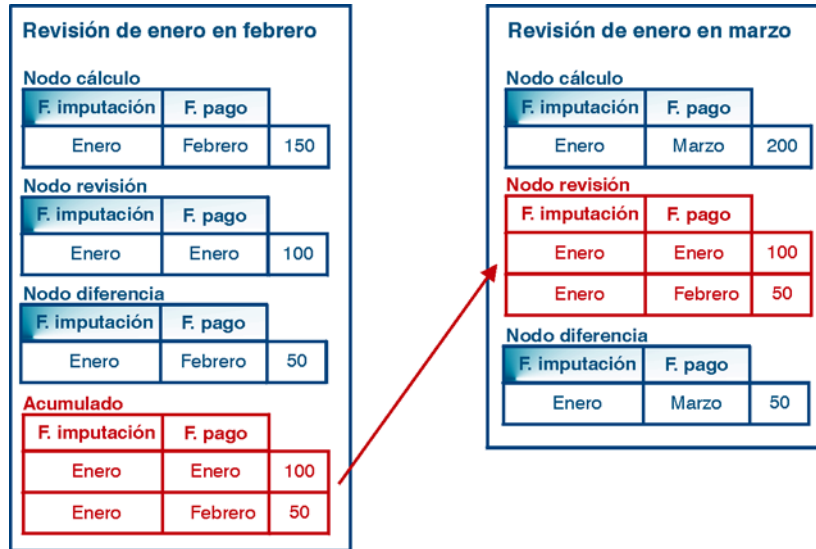 Revisión de enero en febrero
Nodo cálculo
F. imputación F. pago
Enero Febrero 150
Nodo revisión
F. imputación F. pago
Enero Enero 100
Nodo diferencia
F. imputación F. pago
Enero Febrero 50
Acumulado
F. imputación F. pago
Enero Enero 100
Enero Febrero 50
Revisión de enero en marzo
Nodo cálculo
F. imputación F. pago
Enero Marzo 200
Nodo revisión
F. imputación F. pago
Enero Enero 100
Enero Febrero 50
Nodo diferencia
F. imputación F. pago
Enero Marzo 50